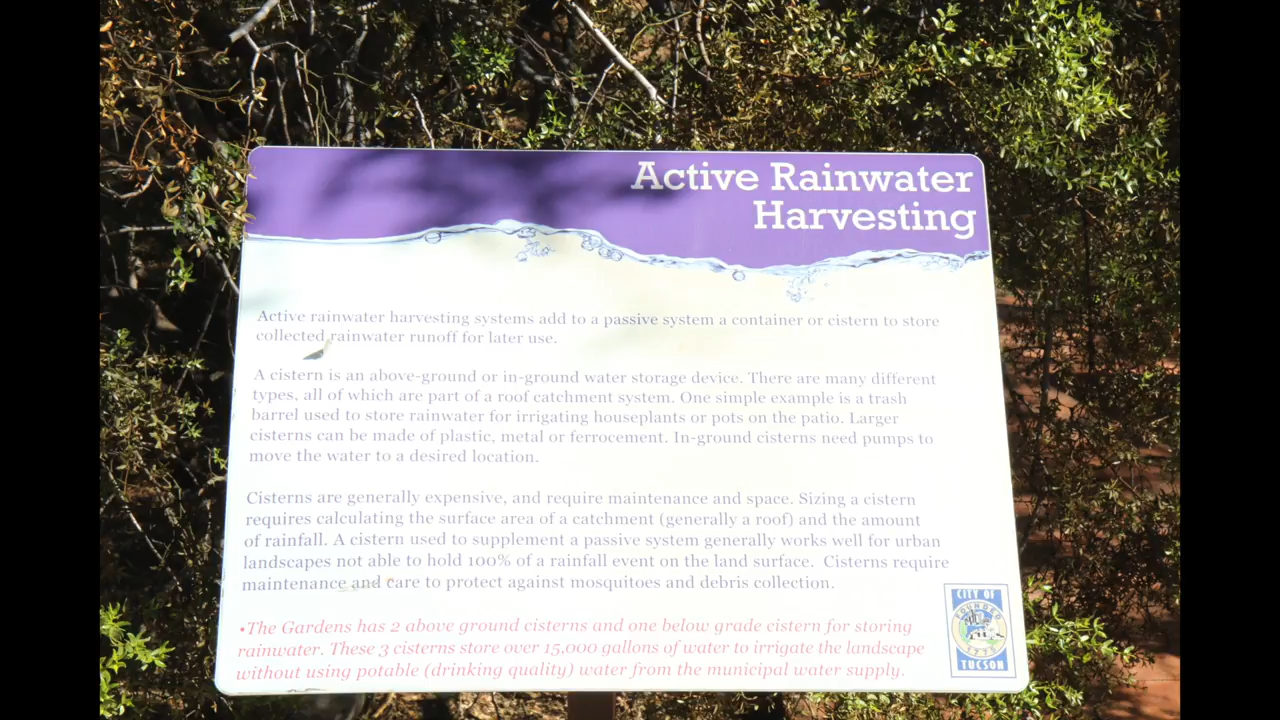 Active Rainwater
Harvesting
Active rainwater harvesting systems add to a passive system a container or cistern to store
collected rainwater runoff for later use.
A cistern is an above-ground or in-ground water storage device. There are many different
types, all of which are part of a roof catchment system. One simple example is a trash
barrel used to store rainwater for irrigating houseplants or pots on the patio. Larger
cisterns can be made of plastic, metal or ferrocement. In-ground cisterns need pumps to
move the water to a desired location.
Cisterns are generally expensive, and require maintenance and space. Sizing a cistern
requires calculating the surface area of a catchment (generally a roof) and the amount
of rainfall. A cistern used to supplement a passive system generally works well for urban
landscapes not able to hold 100% of a rainfall event on the land surface. Cisterns require
maintenance and care to protect against mosquitoes and debris collection.
•The Gardens has 2 above ground cisterns and one below grade cistern for storing
rainwater. These 3 cisterns store over 15,000 gallons of water to irrigate the landscape
without using potable (drinking quality) water from the municipal water supply.
CITY OF
FOUNDED
1775
TUCSON